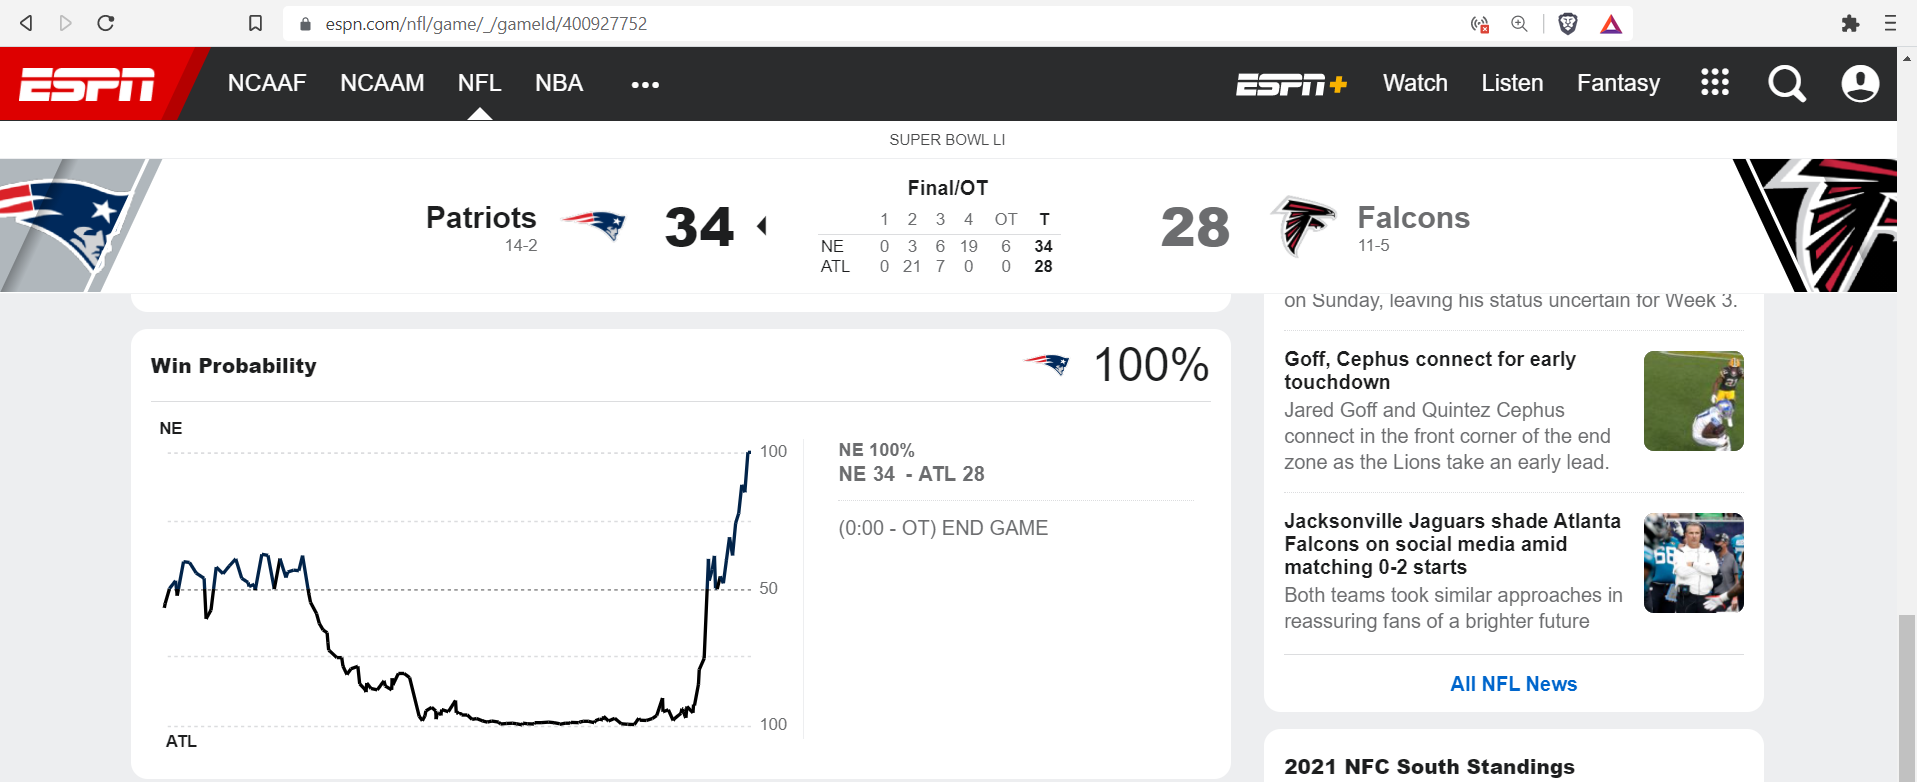 espn.com/nfl/game/_/gameId/400927752
ESPN NCAAF NCAAM NFL NBA ••• ESPN+ Watch Listen Fantasy
SUPER BOWL LI
Patriots
14-2
34
Final/OT
1 2 3 4 OT T
NE 0 3 6 19 6 34
ATL 0 21 7 0 0 28
28
Falcons
11-5
Win Probability 100%
NE
100
50
100
ATL
NE 100%
NE 34 - ATL 28
(0:00 - OT) END GAME
on Sunday, leaving his status uncertain for Week 3.
Goff, Cephus connect for early
touchdown
Jared Goff and Quintez Cephus
connect in the front corner of the end
zone as the Lions take an early lead.
Jacksonville Jaguars shade Atlanta
Falcons on social media amid
matching 0-2 starts
Both teams took similar approaches in
reassuring fans of a brighter future
All NFL News
2021 NFC South Standings